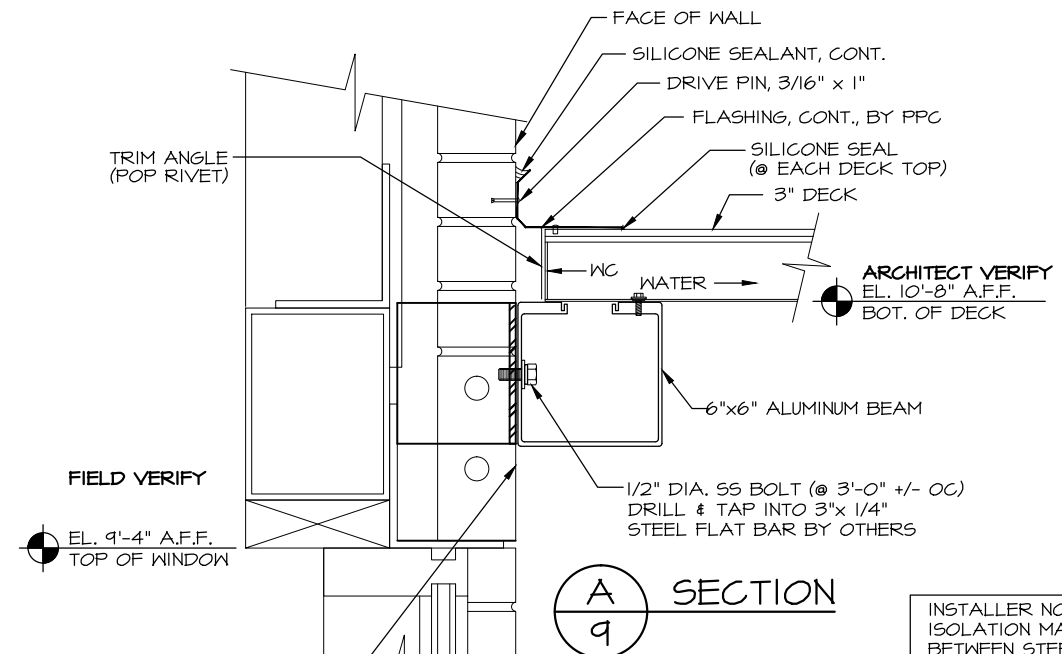 FACE OF WALL
SILICONE SEALANT, CONT.
DRIVE PIN, 3/16" x 1"
FLASHING, CONT., BY PPC
SILICONE SEAL
(@ EACH DECK TOP)
3" DECK
TRIM ANGLE
(POP RIVET)
WC
WATER
ARCHITECT VERIFY
EL. 10'-8" A.F.F.
BOT. OF DECK
6"x6" ALUMINUM BEAM
FIELD VERIFY
EL. 9'-4" A.F.F.
TOP OF WINDOW
1/2" DIA. SS BOLT (@ 3'-0" +/- OC)
DRILL & TAP INTO 3"x 1/4"
STEEL FLAT BAR BY OTHERS
A
9
SECTION
INSTALLER NO
ISOLATION MA
BETWEEN STEE